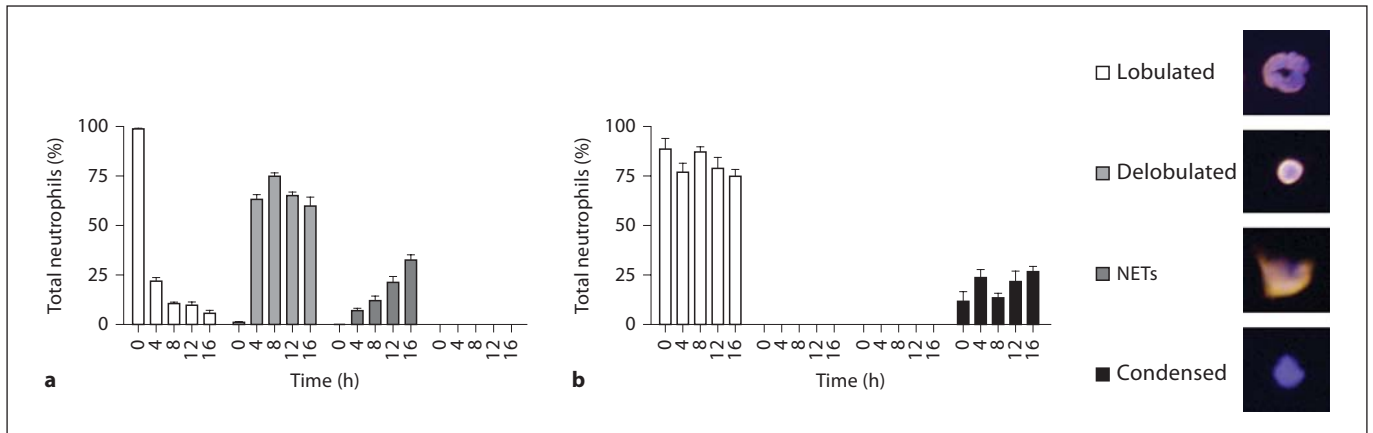 Total neutrophils (%)
100
75
50
25
0
0 4 8 12 16 0 4 8 12 16 0 4 8 12 16 0 4 8 12 16
Time (h)
a
Total neutrophils (%)
100
75
50
25
0
0 4 8 12 16 0 4 8 12 16 0 4 8 12 16 0 4 8 12 16
Time (h)
b
Lobulated
Delobulated
NETs
Condensed